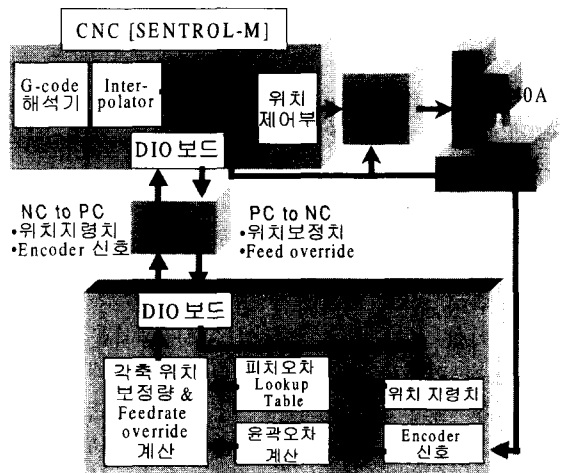 CNC [SENTROL-M]
G-code
해석기
Inter-
polator
위치
제어부
0A
DIO 보드
NC to PC
•위치지령치
•Encoder 신호
PC to NC
•위치보정치
•Feed override
DIO 보드
각축 위치
보정량 &
Feedrate
override
계산
피치오차
Lookup
Table
윤곽오차
계산
위치 지령치
Encoder
신호